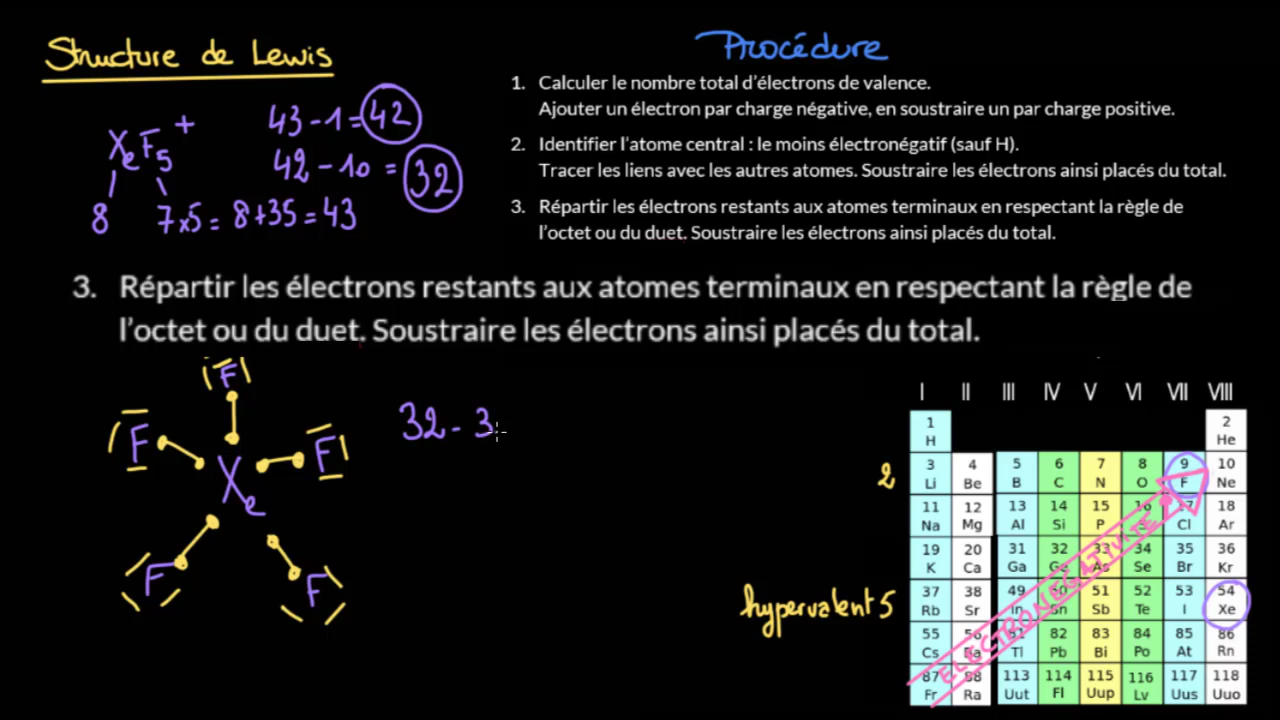 Structure de Lewis
XeF5+
8 7x5 = 8+35 = 43
43 - 1 = 42
42 - 10 = 32
Procédure
1. Calculer le nombre total d'électrons de valence.
Ajouter un électron par charge négative, en soustraire un par charge positive.
2. Identifier l'atome central : le moins électronégatif (sauf H).
Tracer les liens avec les autres atomes. Soustraire les électrons ainsi placés du total.
3. Répartir les électrons restants aux atomes terminaux en respectant la règle de
l'octet ou du duet. Soustraire les électrons ainsi placés du total.
3. Répartir les électrons restants aux atomes terminaux en respectant la règle de
l'octet ou du duet. Soustraire les électrons ainsi placés du total.
F
F F
Xe
F F
32 - 3
I II III IV V VI VII VIII
1 2
H He
2
3 4 5 6 7 8 9 10
Li Be B C N O F Ne
11 12 13 14 15 16 17 18
Na Mg Al Si P Cl Ar
19 20 31 32 33 34 35 36
K Ca Ga Ge As Se Br Kr
hypervalent 5
37 38 49 50 51 52 53 54
Rb Sr In Sn Sb Te I Xe
55 56 81 82 83 84 85 86
Cs Ba Tl Pb Bi Po At Rn
87 88 113 114 115 116 117 118
Fr Ra Uut Fl Uup Lv Uus Uuo
ELECTRONEGATIVITE